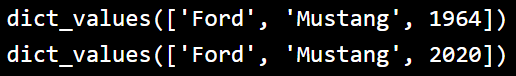 dict_values(['Ford', 'Mustang', 1964])
dict_values(['Ford', 'Mustang', 2020])